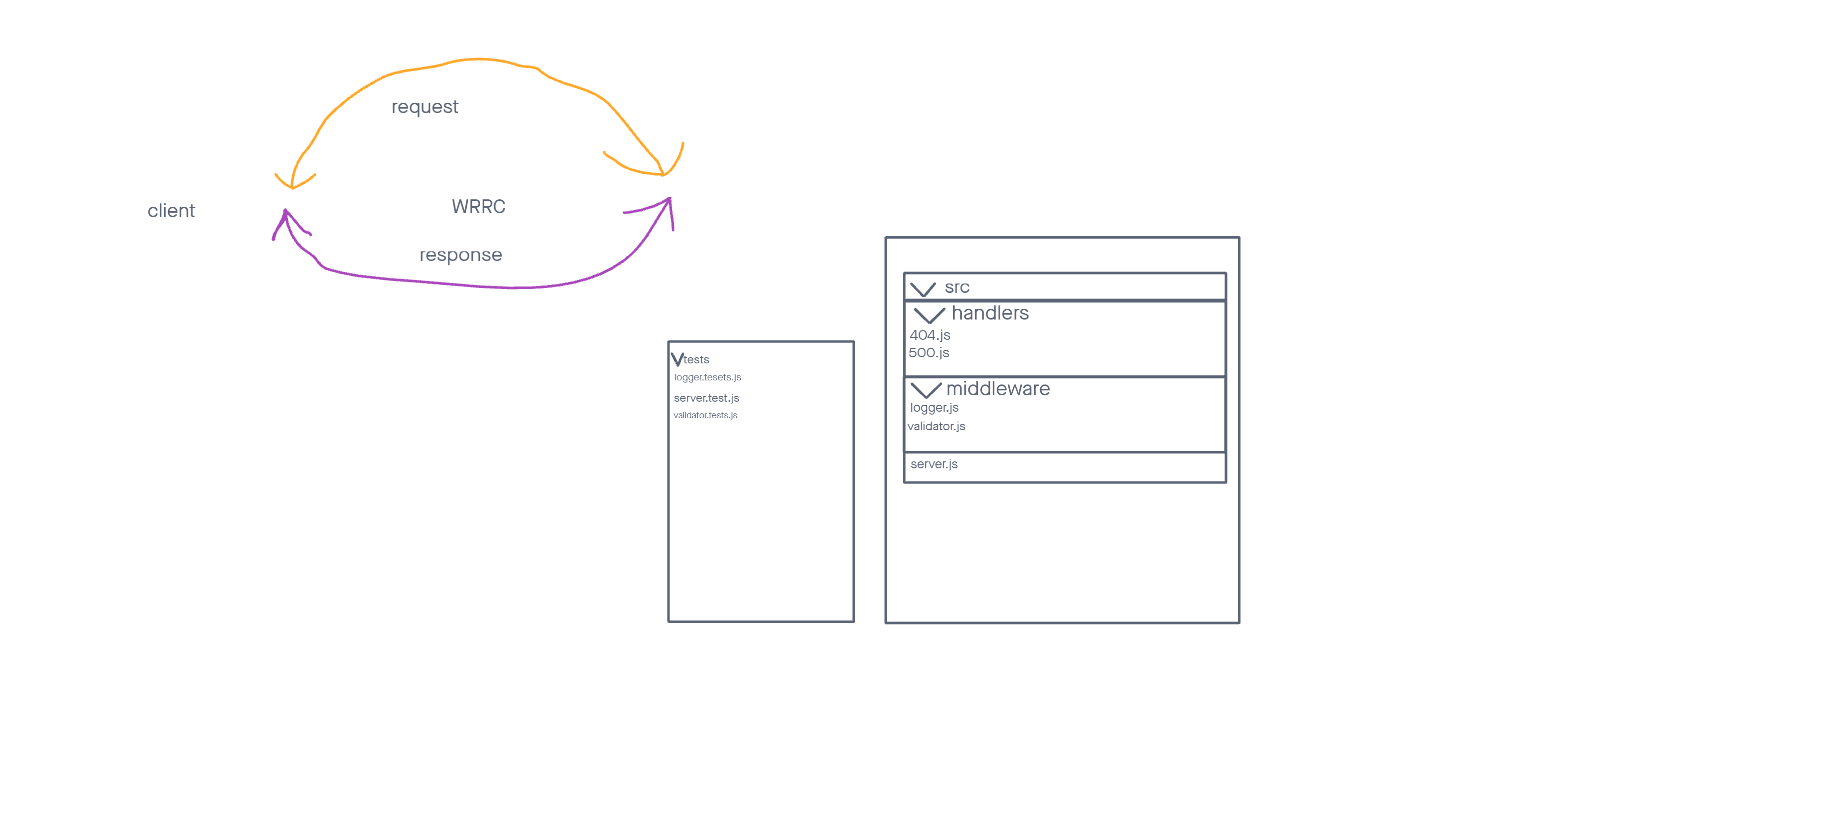 request
client
WRRC
response
tests
logger.tesets.js
server.test.js
validator.tests.js
src
handlers
404.js
500.js
middleware
logger.js
validator.js
server.js